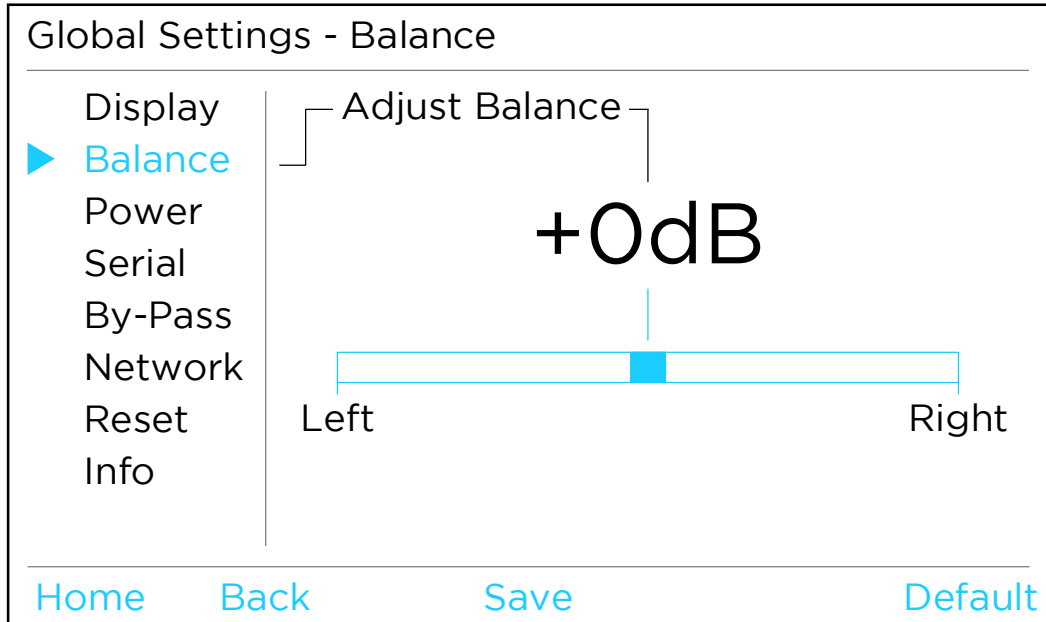 Global Settings - Balance
Display
Balance
Power
Serial
By-Pass
Network
Reset
Info
Adjust Balance
+0dB
Left Right
Home Back Save Default